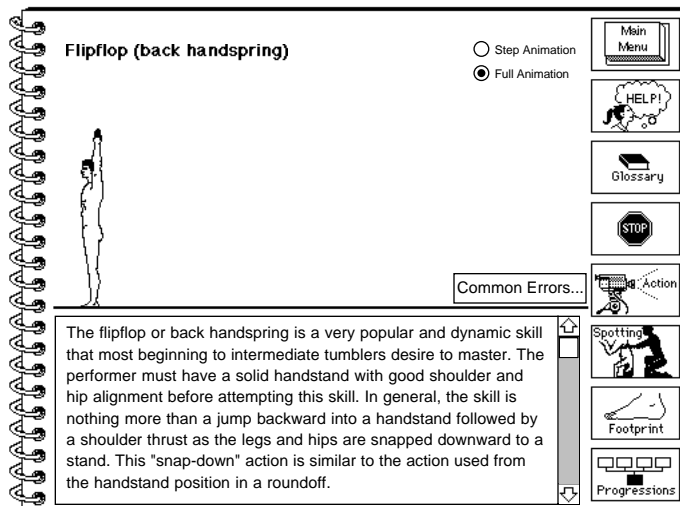 Flipflop (back handspring)
Step Animation
Full Animation
Common Errors...
The flipflop or back handspring is a very popular and dynamic skill
that most beginning to intermediate tumblers desire to master. The
performer must have a solid handstand with good shoulder and
hip alignment before attempting this skill. In general, the skill is
nothing more than a jump backward into a handstand followed by
a shoulder thrust as the legs and hips are snapped downward to a
stand. This "snap-down" action is similar to the action used from
the handstand position in a roundoff.
Main
Menu
HELP!
Glossary
STOP
Action
Spotting
Footprint
Progressions